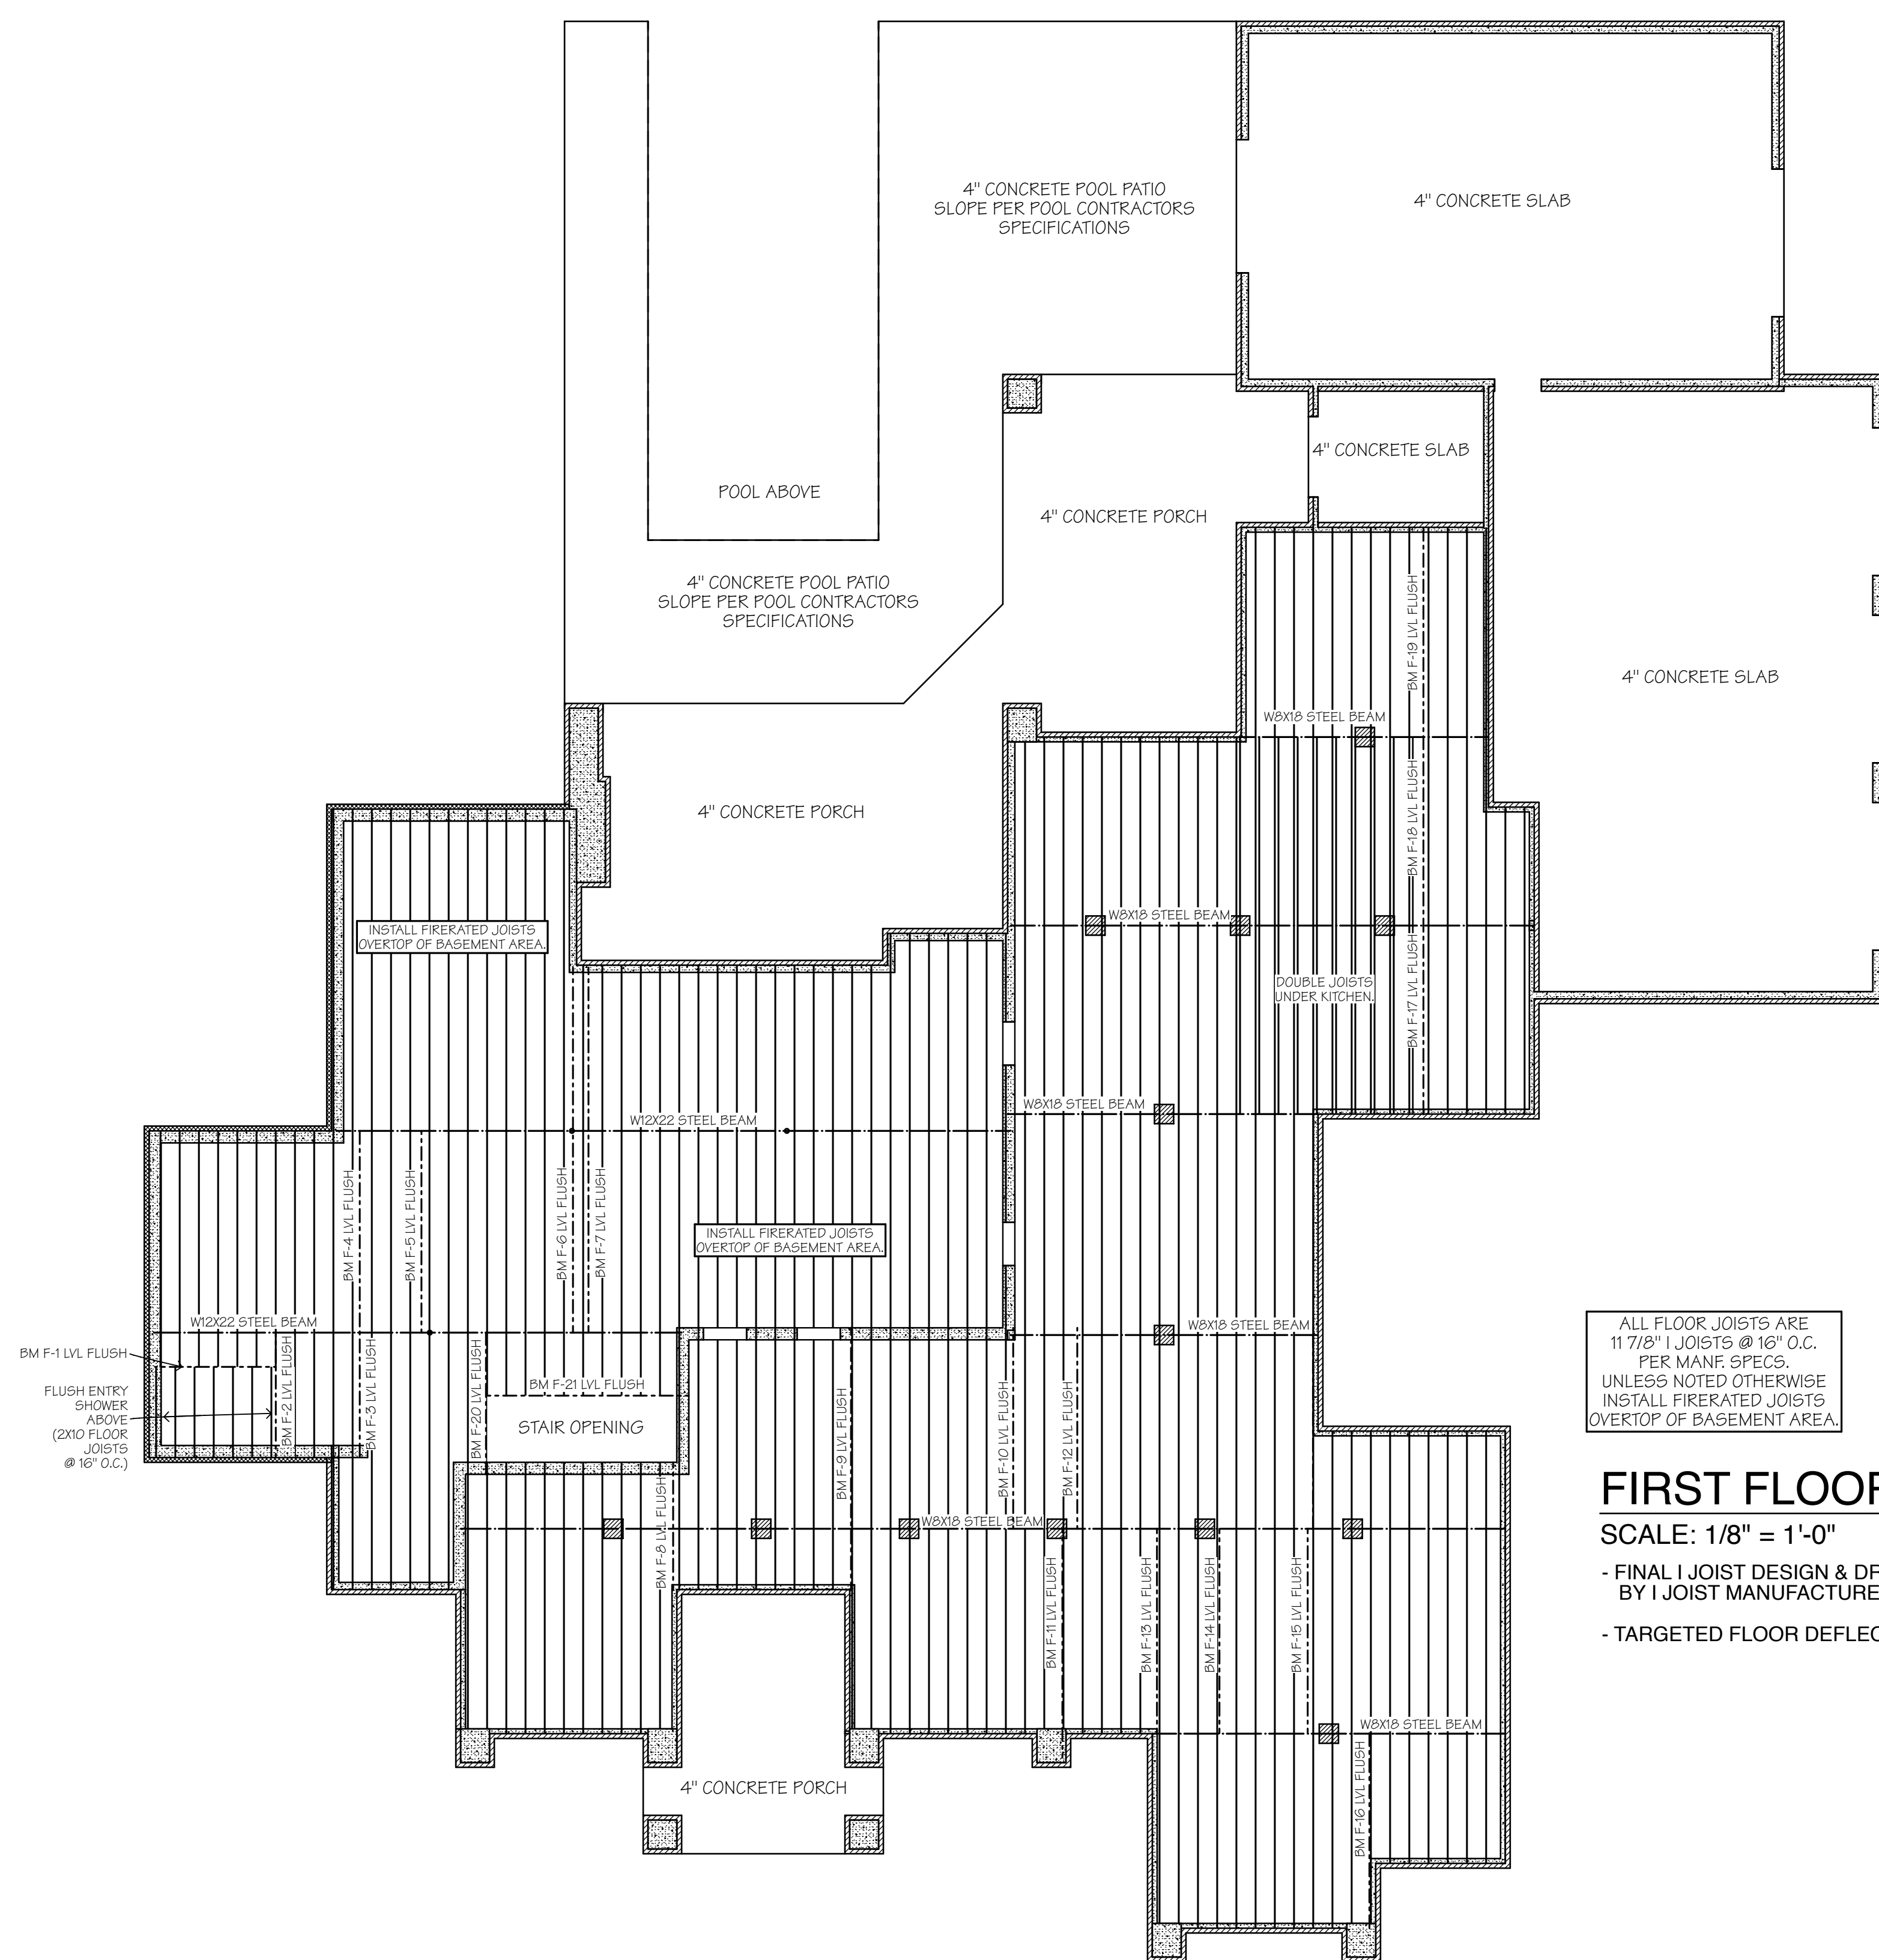 4" CONCRETE POOL PATIO
SLOPE PER POOL CONTRACTORS
SPECIFICATIONS
4" CONCRETE SLAB
4" CONCRETE SLAB
POOL ABOVE
4" CONCRETE PORCH
4" CONCRETE POOL PATIO
SLOPE PER POOL CONTRACTORS
SPECIFICATIONS
BM F-19 LVL FLUSH
4" CONCRETE SLAB
W8X18 STEEL BEAM
BM F-18 LVL FLUSH
4" CONCRETE PORCH
W8X18 STEEL BEAM
INSTALL FIRERATED JOISTS
OVERTOP OF BASEMENT AREA.
DOUBLE JOISTS
UNDER KITCHEN.
BM F-17 LVL FLUSH
W8X18 STEEL BEAM
W12X22 STEEL BEAM
BM F-4 LVL FLUSH
BM F-5 LVL FLUSH
BM F-6 LVL FLUSH
BM F-7 LVL FLUSH
INSTALL FIRERATED JOISTS
OVERTOP OF BASEMENT AREA.
W12X22 STEEL BEAM
W8X18 STEEL BEAM
BM F-1 LVL FLUSH
FLUSH ENTRY
SHOWER
ABOVE
(2X10 FLOOR
JOISTS
@ 16" O.C.)
BM F-2 LVL FLUSH
BM F-3 LVL FLUSH
BM F-20 LVL FLUSH
BM F-21 LVL FLUSH
STAIR OPENING
BM F-8 LVL FLUSH
BM F-9 LVL FLUSH
BM F-10 LVL FLUSH
BM F-12 LVL FLUSH
W8X18 STEEL BEAM
BM F-11 LVL FLUSH
BM F-13 LVL FLUSH
BM F-14 LVL FLUSH
BM F-15 LVL FLUSH
W8X18 STEEL BEAM
BM F-16 LVL FLUSH
4" CONCRETE PORCH
ALL FLOOR JOISTS ARE
11 7/8" I JOISTS @ 16" O.C.
PER MANF. SPECS.
UNLESS NOTED OTHERWISE
INSTALL FIRERATED JOISTS
OVERTOP OF BASEMENT AREA.
FIRST FLOOR
SCALE: 1/8" = 1'-0"
- FINAL I JOIST DESIGN & DR
BY I JOIST MANUFACTURE
- TARGETED FLOOR DEFLEC